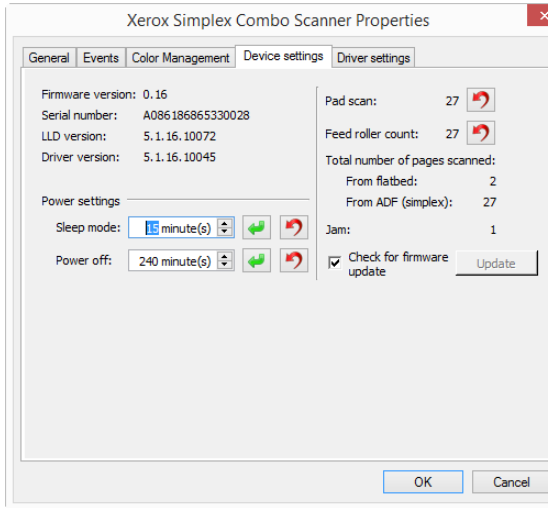 Xerox Simplex Combo Scanner Properties
General Events Color Management Device settings Driver settings
Firmware version: 0.16
Serial number: A086186865330028
LLD version: 5.1.16.10072
Driver version: 5.1.16.10045
Power settings
Sleep mode: 15 minute(s)
Power off: 240 minute(s)
Pad scan: 27
Feed roller count: 27
Total number of pages scanned:
From flatbed: 2
From ADF (simplex): 27
Jam: 1
Check for firmware
update
Update
OK Cancel